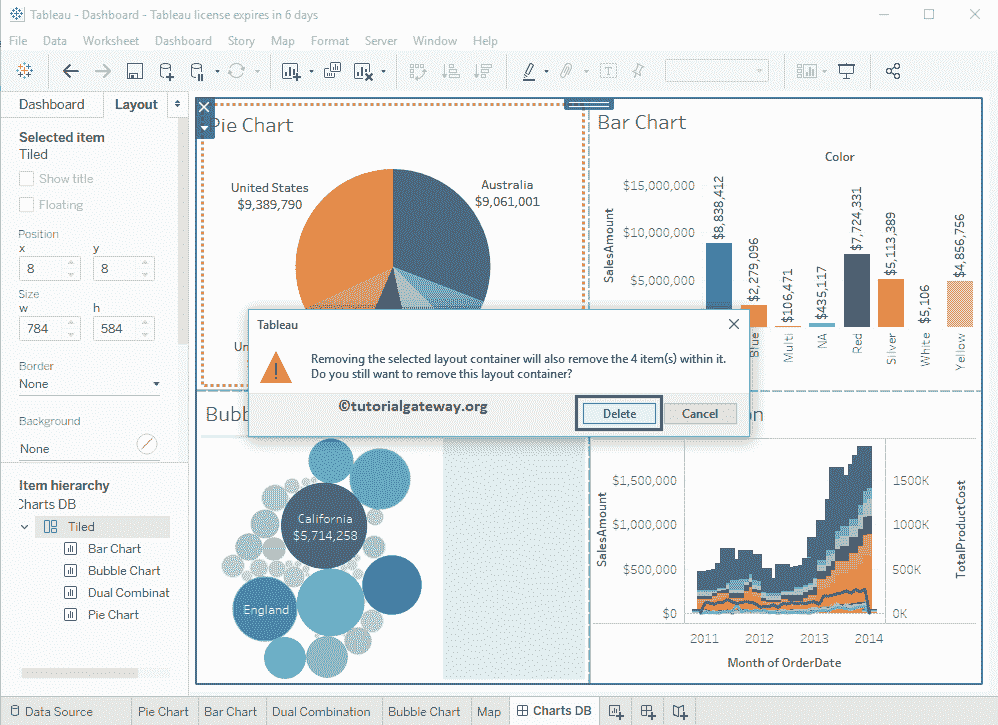 Tableau - Dashboard - Tableau license expires in 6 days
File Data Worksheet Dashboard Story Map Format Server Window Help
Dashboard Layout
Selected item
Tiled
Show title
Floating
Position
x y
8 8
Size
w h
784 584
Border
None
Background
None
Item hierarchy
Charts DB
Tiled
Bar Chart
Bubble Chart
Dual Combinat
Pie Chart
Pie Chart
United States
$9,389,790
Australia
$9,061,001
Un
Bar Chart
Color
SalesAmount
$15,000,000
$10,000,000
$5,000,000
$8,838,412
$2,279,096
$106,471
$435,117
$7,724,331
$5,113,389
$5,106
$4,856,756
Blue
Multi
NA
Red
Silver
White
Yellow
Tableau
Removing the selected layout container will also remove the 4 item(s) within it.
Do you still want to remove this layout container?
©tutorialgateway.org
Delete Cancel
Bubb
California
$5,714,258
England
n
SalesAmount
$1,500,000
$1,000,000
$500,000
$0
1500K
1000K
500K
0K
TotalProductCost
2011 2012 2013 2014
Month of OrderDate
Data Source Pie Chart Bar Chart Dual Combination Bubble Chart Map Charts DB